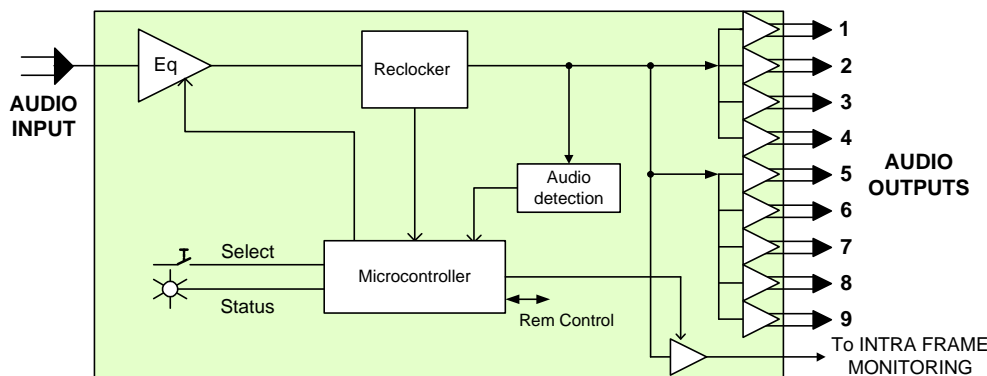 AUDIO
INPUT
Eq
Reclocker
Audio
detection
Microcontroller
Select
Status
Rem Control
1
2
3
4
5
6
7
8
9
AUDIO
OUTPUTS
To INTRA FRAME
MONITORING